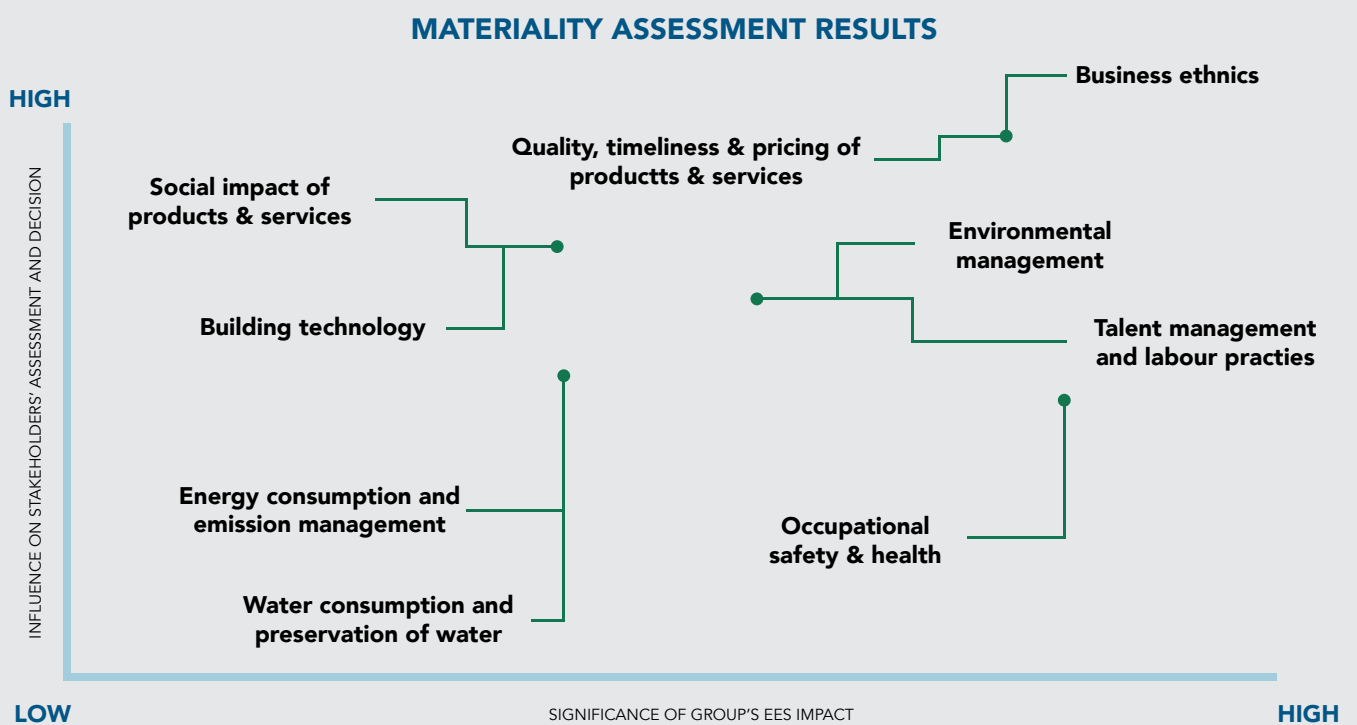 MATERIALITY ASSESSMENT RESULTS
HIGH
INFLUENCE ON STAKEHOLDERS' ASSESSMENT AND DECISION
Business ethnics
Quality, timeliness & pricing of
productts & services
Social impact of
products & services
Environmental
management
Building technology
Talent management
and labour practies
Energy consumption and
emission management
Occupational
safety & health
Water consumption and
preservation of water
LOW
SIGNIFICANCE OF GROUP'S EES IMPACT
HIGH